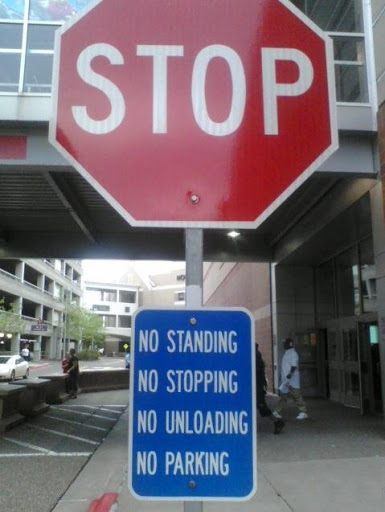 STOP
NO STANDING
NO STOPPING
NO UNLOADING
NO PARKING